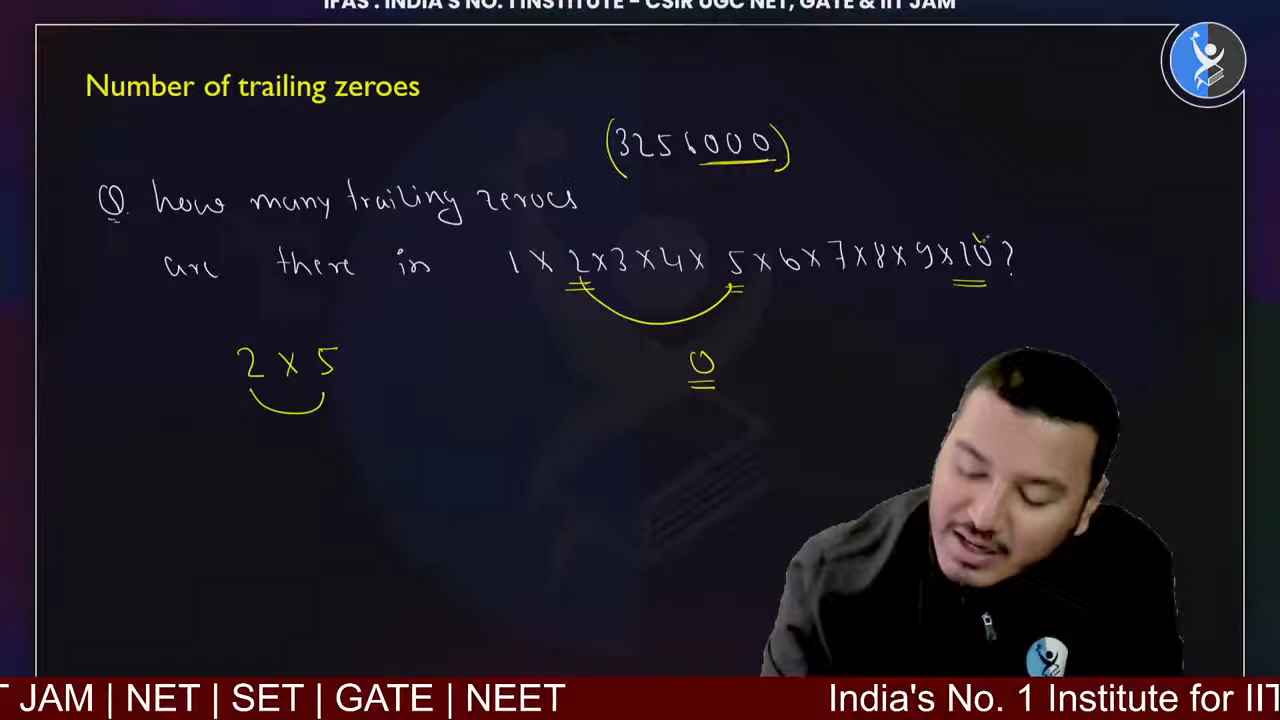 IFAS : INDIA'S NO. 1 INSTITUTE - CSIR UGC NET, GATE & IIT JAM
Number of trailing zeroes
(3256000)
Q. how many trailing zeroes
are there in 1 × 2 × 3 × 4 × 5 × 6 × 7 × 8 × 9 × 10 ?
2 × 5
0
T JAM | NET | SET | GATE | NEET India's No. 1 Institute for IIT